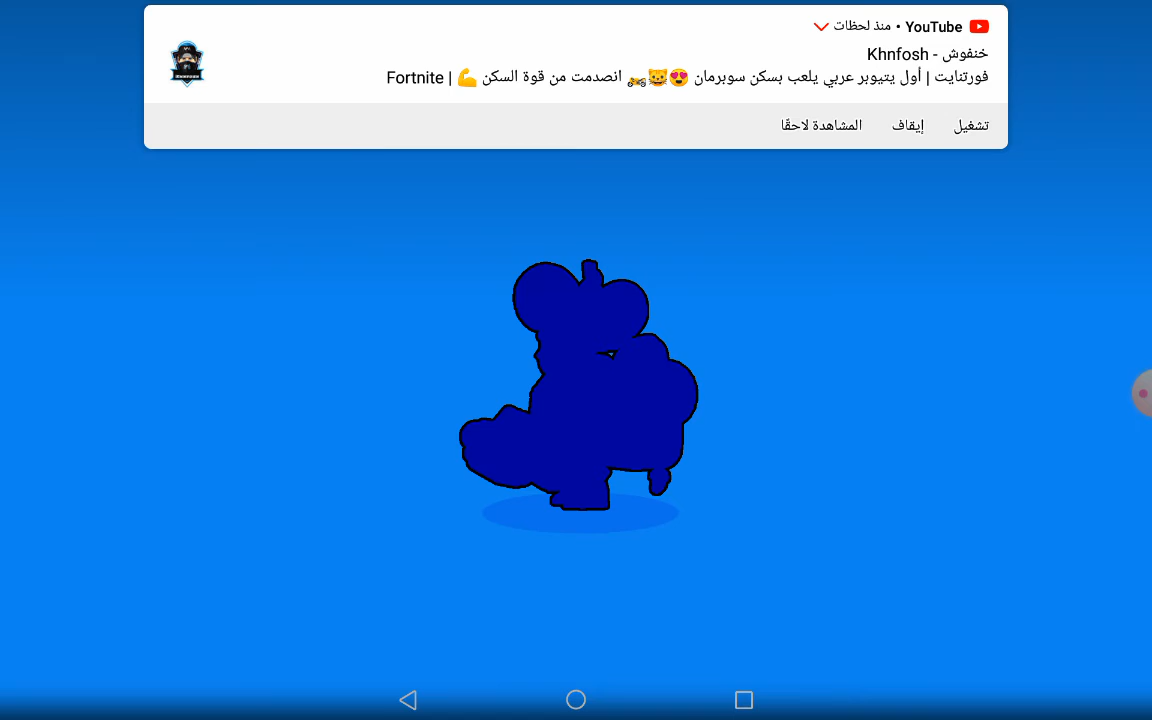 YouTube • منذ لحظات
خنفوش - Khnfosh
فورتنايت | أول يتيوبر عربي يلعب بسكن سوبرمان 😍😺🏍️ انصدمت من قوة السكن 💪 | Fortnite
تشغيل إيقاف المشاهدة لاحقًا